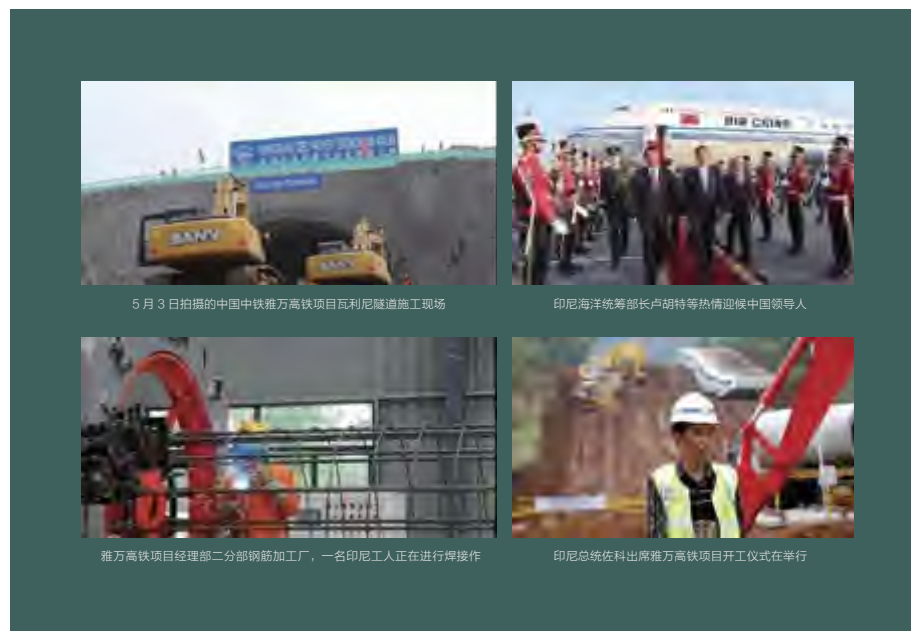 AIR CHINA
SANY
SANY
5月3日拍摄的中国中铁雅万高铁项目瓦利尼隧道施工现场
印尼海洋统筹部长卢胡特等热情迎候中国领导人
雅万高铁项目经理部二分部钢筋加工厂，一名印尼工人正在进行焊接作
印尼总统佐科出席雅万高铁项目开工仪式在举行